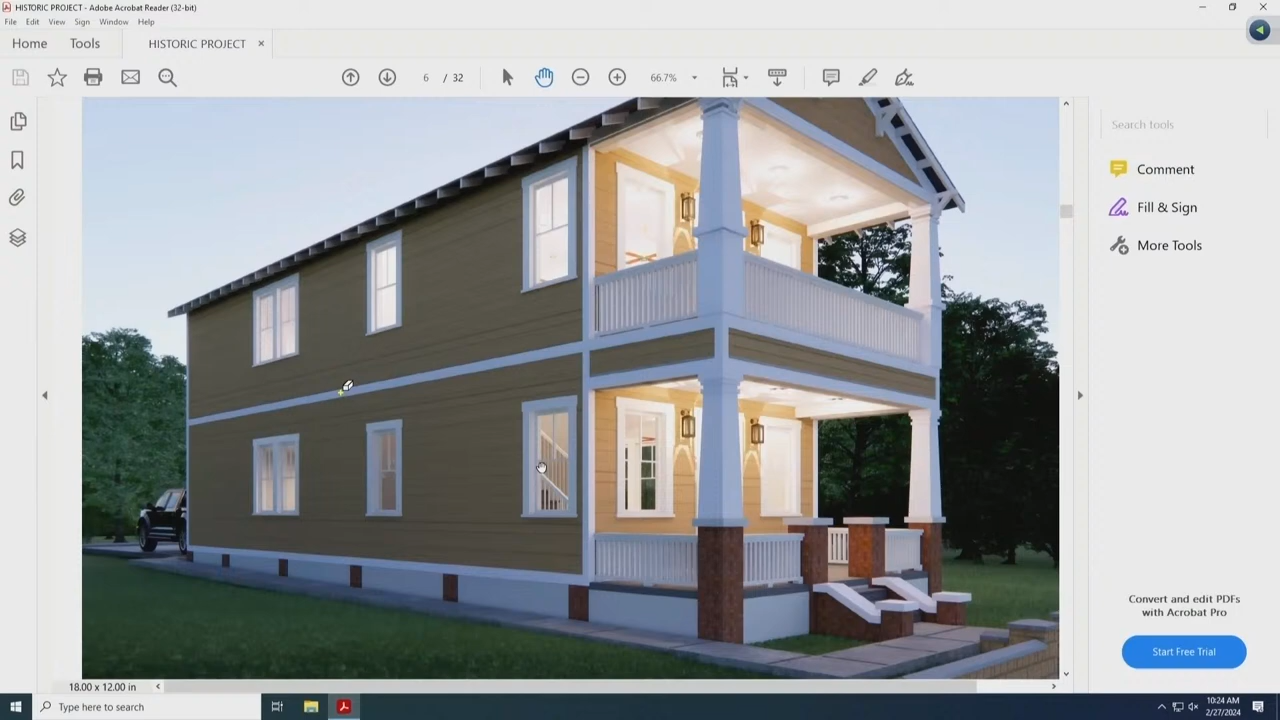 HISTORIC PROJECT - Adobe Acrobat Reader (32-bit)
File Edit View Sign Window Help
Home Tools HISTORIC PROJECT ×
6 / 32 66.7%
Search tools
Comment
Fill & Sign
More Tools
Convert and edit PDFs
with Acrobat Pro
Start Free Trial
18.00 x 12.00 in
Type here to search
10:24 AM
2/27/2024